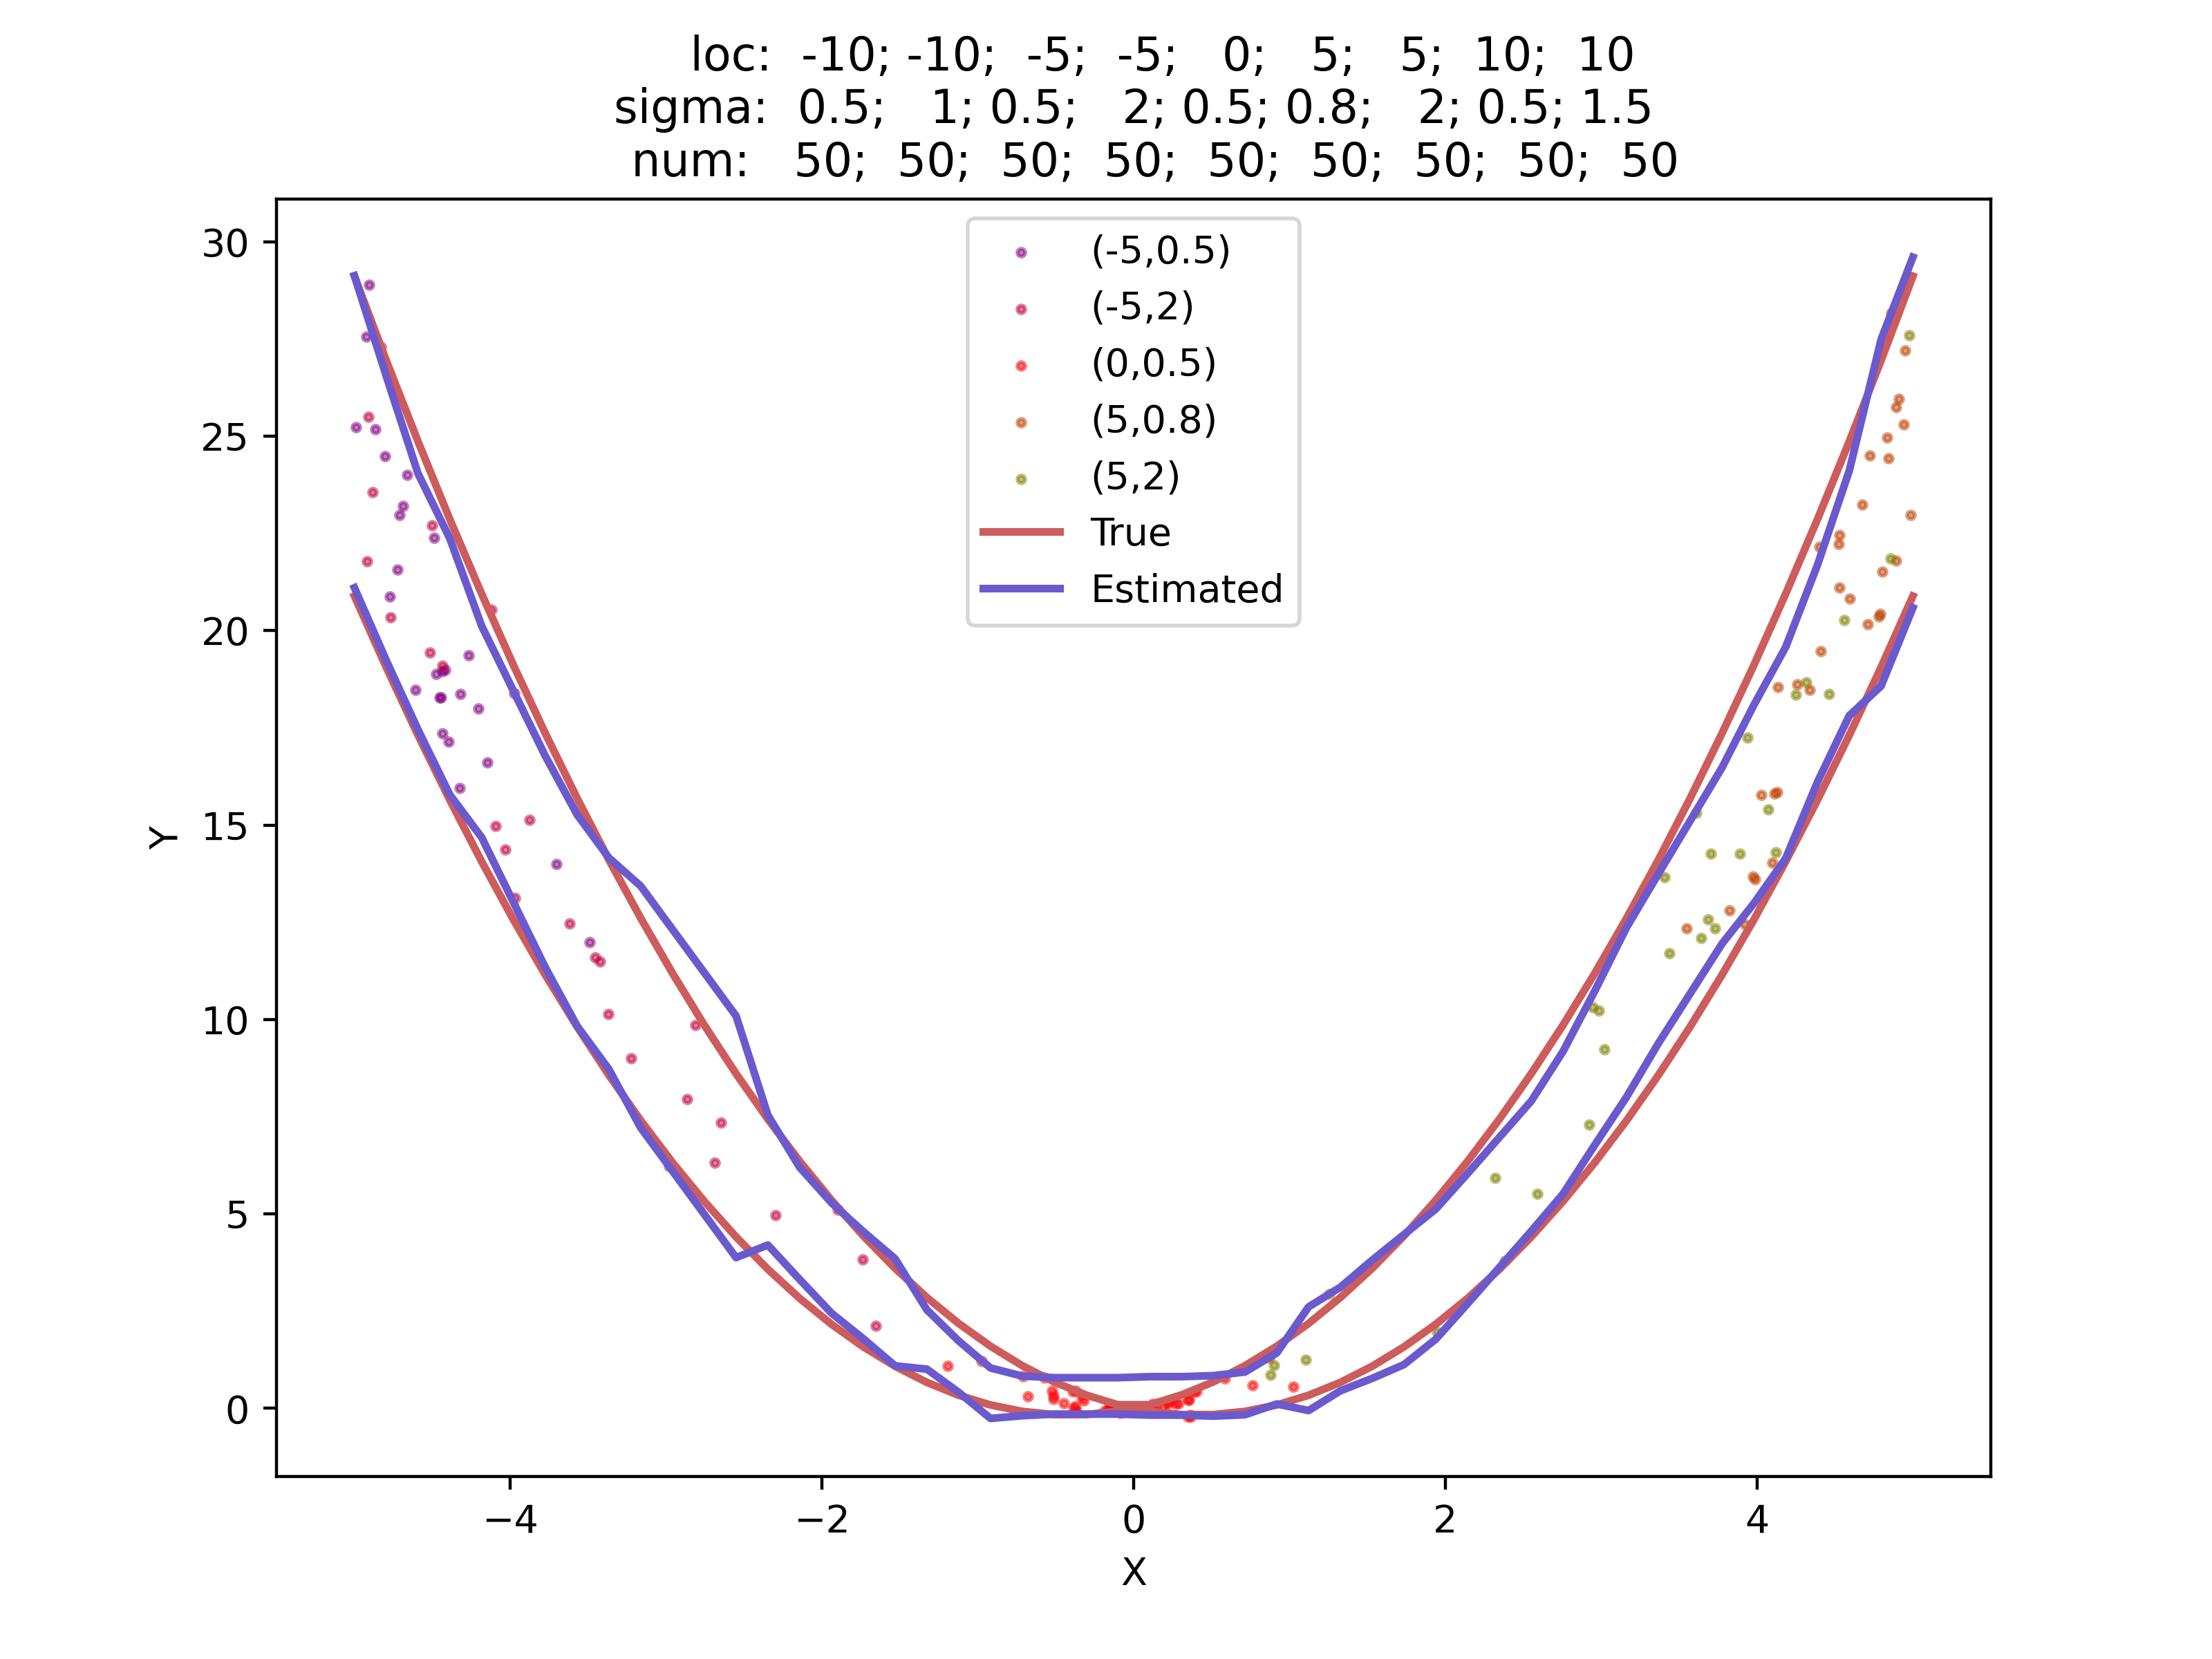 loc: -10; -10; -5; -5; 0; 5; 5; 10; 10
sigma: 0.5; 1; 0.5; 2; 0.5; 0.8; 2; 0.5; 1.5
num: 50; 50; 50; 50; 50; 50; 50; 50; 50
30
25
20
15
10
5
0
Y
(-5,0.5)
(-5,2)
(0,0.5)
(5,0.8)
(5,2)
True
Estimated
−4 −2 0 2 4
X